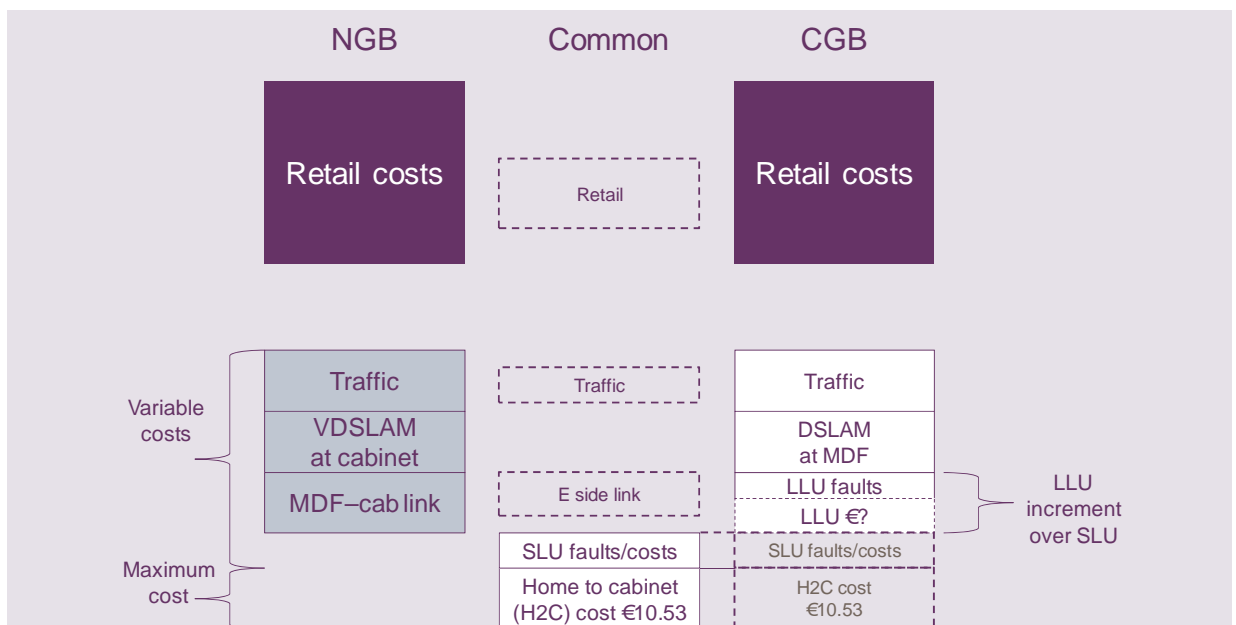 NGB Common CGB
Retail costs
Retail
Retail costs
Variable
costs
Traffic
Traffic
Traffic
VDSLAM
at cabinet
DSLAM
at MDF
MDF–cab link
E side link
LLU faults
LLU €?
LLU
increment
over SLU
SLU faults/costs
SLU faults/costs
Maximum
cost
Home to cabinet
(H2C) cost €10.53
H2C cost
€10.53